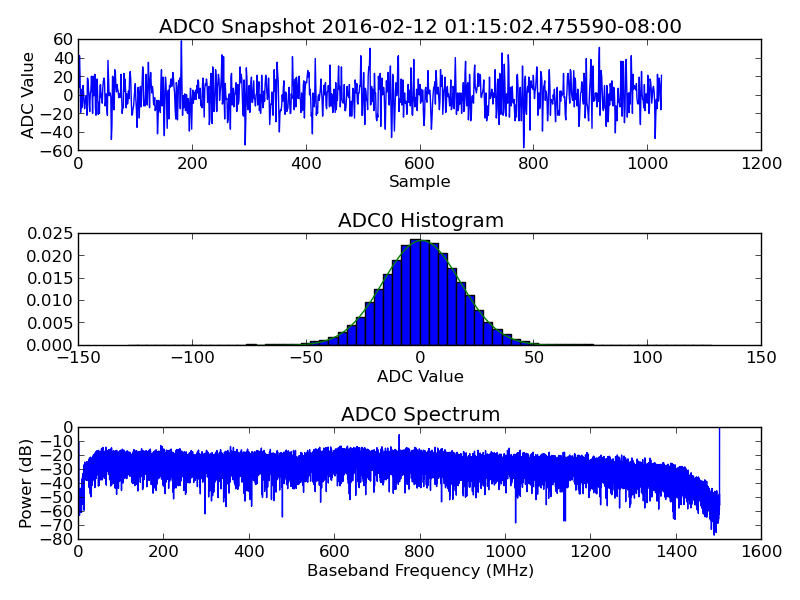 ADC0 Snapshot 2016-02-12 01:15:02.475590-08:00
60
40
20
0
−20
−40
−60
ADC Value
0 200 400 600 800 1000 1200
Sample
ADC0 Histogram
0.025
0.020
0.015
0.010
0.005
0.000
−150 −100 −50 0 50 100 150
ADC Value
ADC0 Spectrum
0
−10
−20
−30
−40
−50
−60
−70
−80
Power (dB)
0 200 400 600 800 1000 1200 1400 1600
Baseband Frequency (MHz)